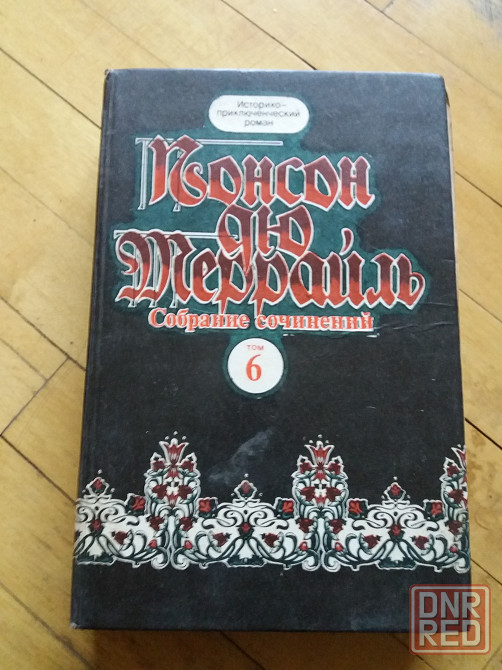 Историко-
приключенческий
роман
Понсон
дю
Террайль
Собрание сочинений
том
6
DNR
RED